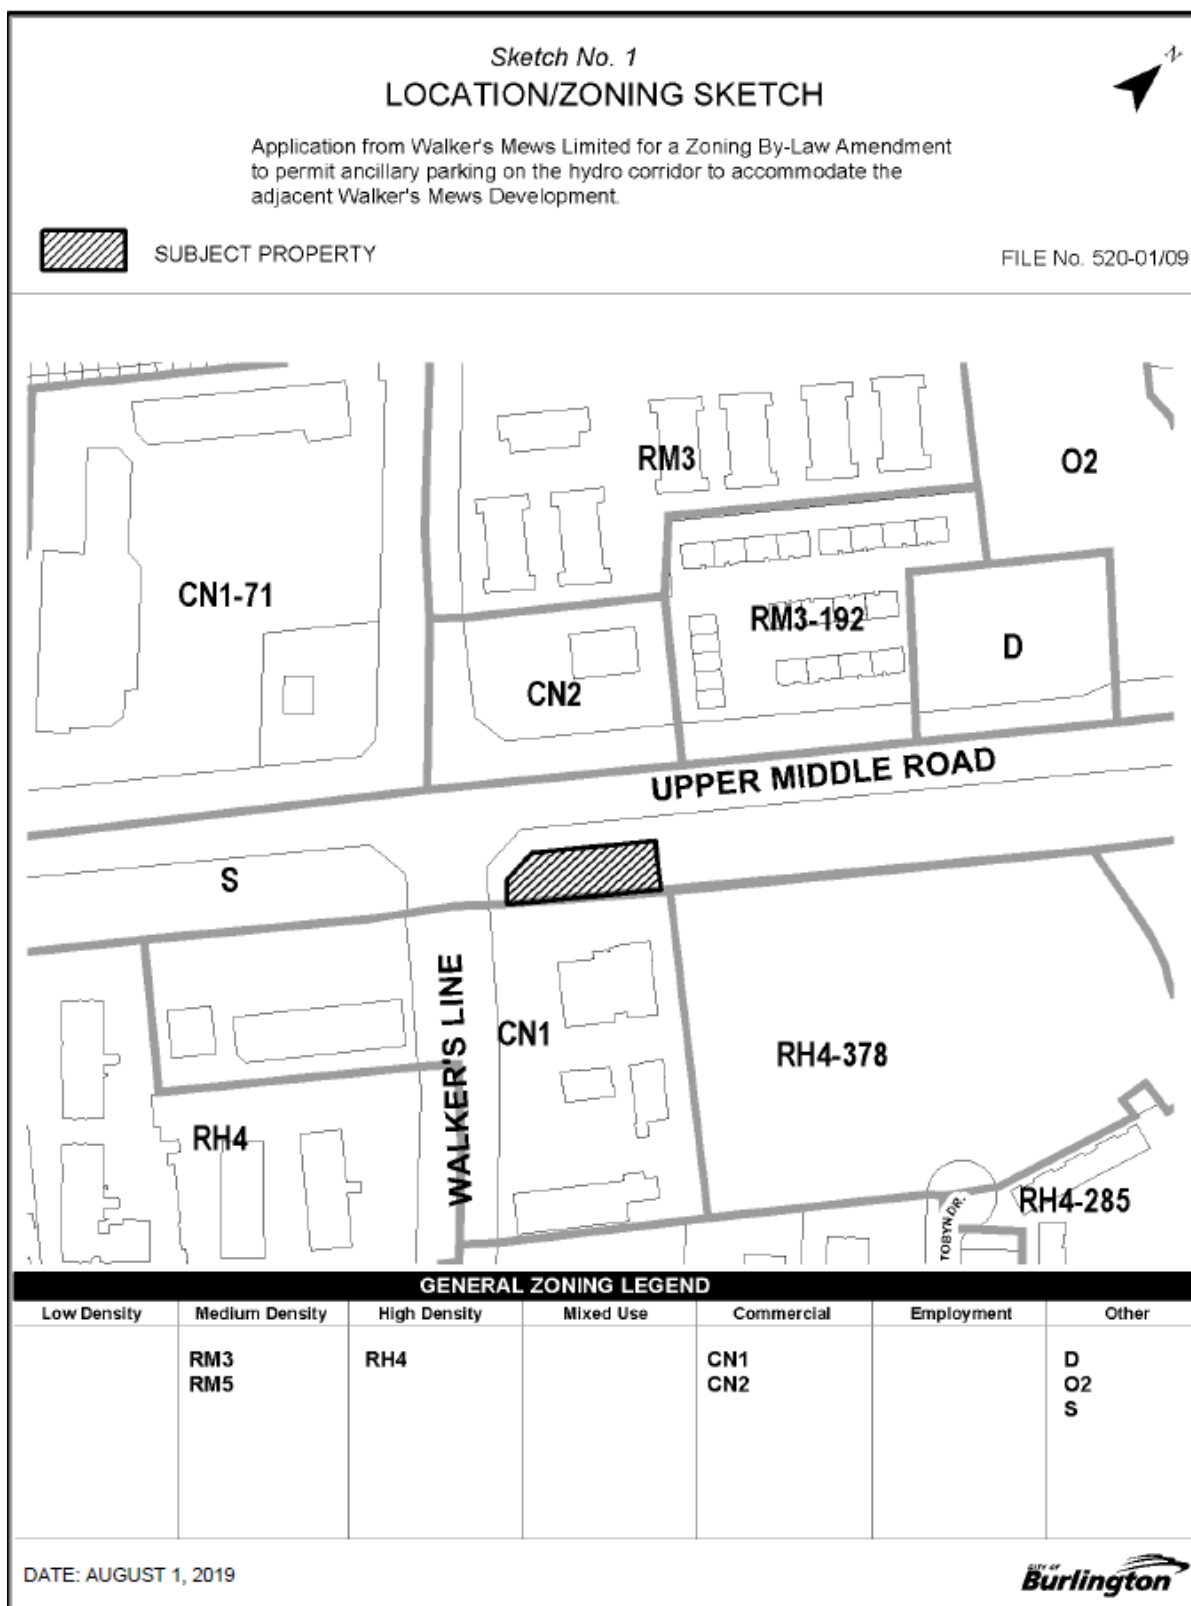 Sketch No. 1
LOCATION/ZONING SKETCH
N
Application from Walker's Mews Limited for a Zoning By-Law Amendment
to permit ancillary parking on the hydro corridor to accommodate the
adjacent Walker's Mews Development.
SUBJECT PROPERTY
FILE No. 520-01/09
RM3
O2
CN1-71
RM3-192
D
CN2
UPPER MIDDLE ROAD
S
WALKER'S LINE
CN1
RH4-378
RH4
TOBYN DR.
RH4-285
GENERAL ZONING LEGEND
Low Density Medium Density High Density Mixed Use Commercial Employment Other
RM3 RH4 CN1 D
RM5 CN2 O2
S
DATE: AUGUST 1, 2019
CITY OF
Burlington